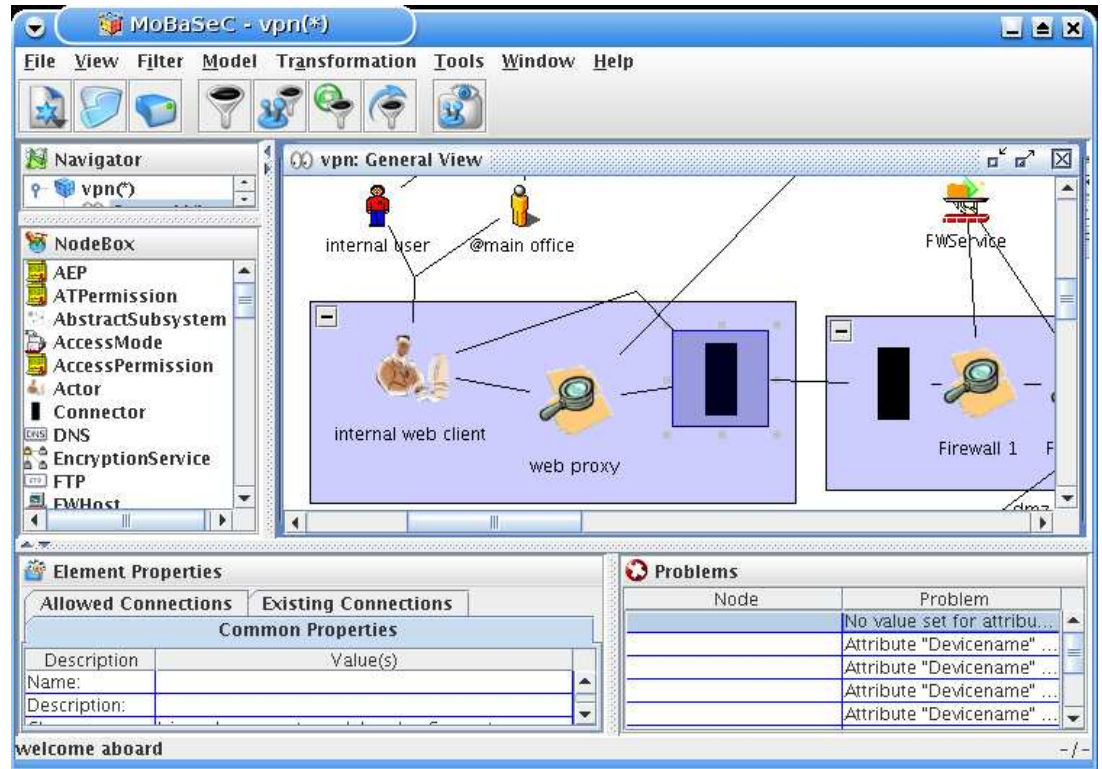 MoBaSeC - vpn(*)
File View Filter Model Transformation Tools Window Help
Navigator
vpn(*)
NodeBox
AEP
ATPermission
AbstractSubsystem
AccessMode
AccessPermission
Actor
Connector
DNS DNS
EncryptionService
FTP
FWHost
vpn: General View
internal user
@main office
FWService
internal web client
web proxy
Firewall 1
F
dmz
Element Properties
Allowed Connections Existing Connections
Common Properties
Description Value(s)
Name:
Description:
Problems
Node Problem
No value set for attribu...
Attribute "Devicename" ...
Attribute "Devicename" ...
Attribute "Devicename" ...
Attribute "Devicename" ...
welcome aboard
-/-